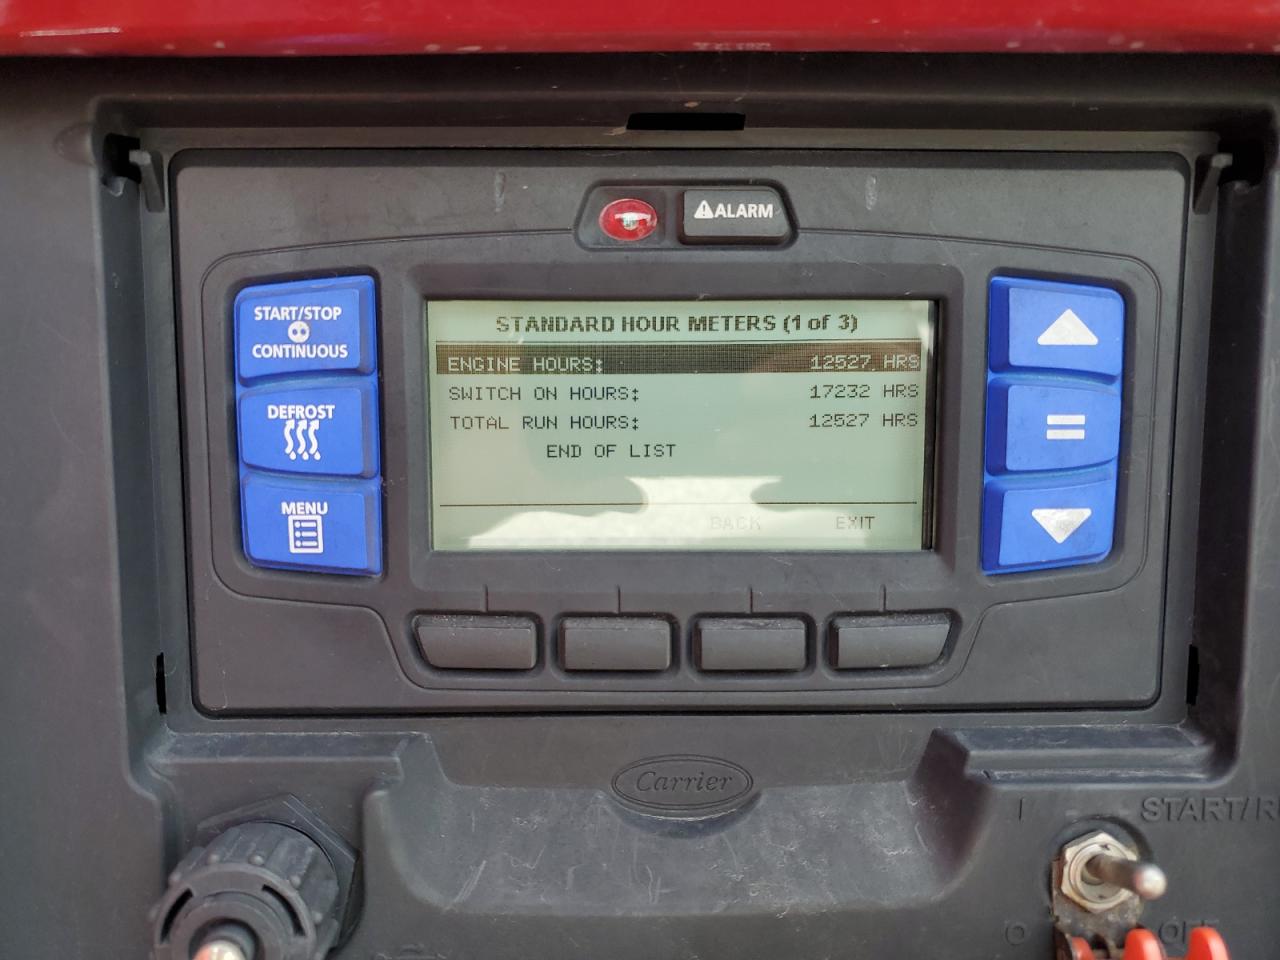 ALARM
START/STOP
CONTINUOUS
DEFROST
MENU
STANDARD HOUR METERS (1 of 3)
ENGINE HOURS: 12527 HRS
SWITCH ON HOURS: 17232 HRS
TOTAL RUN HOURS: 12527 HRS
END OF LIST
BACK EXIT
Carrier
I START/R
O OFF